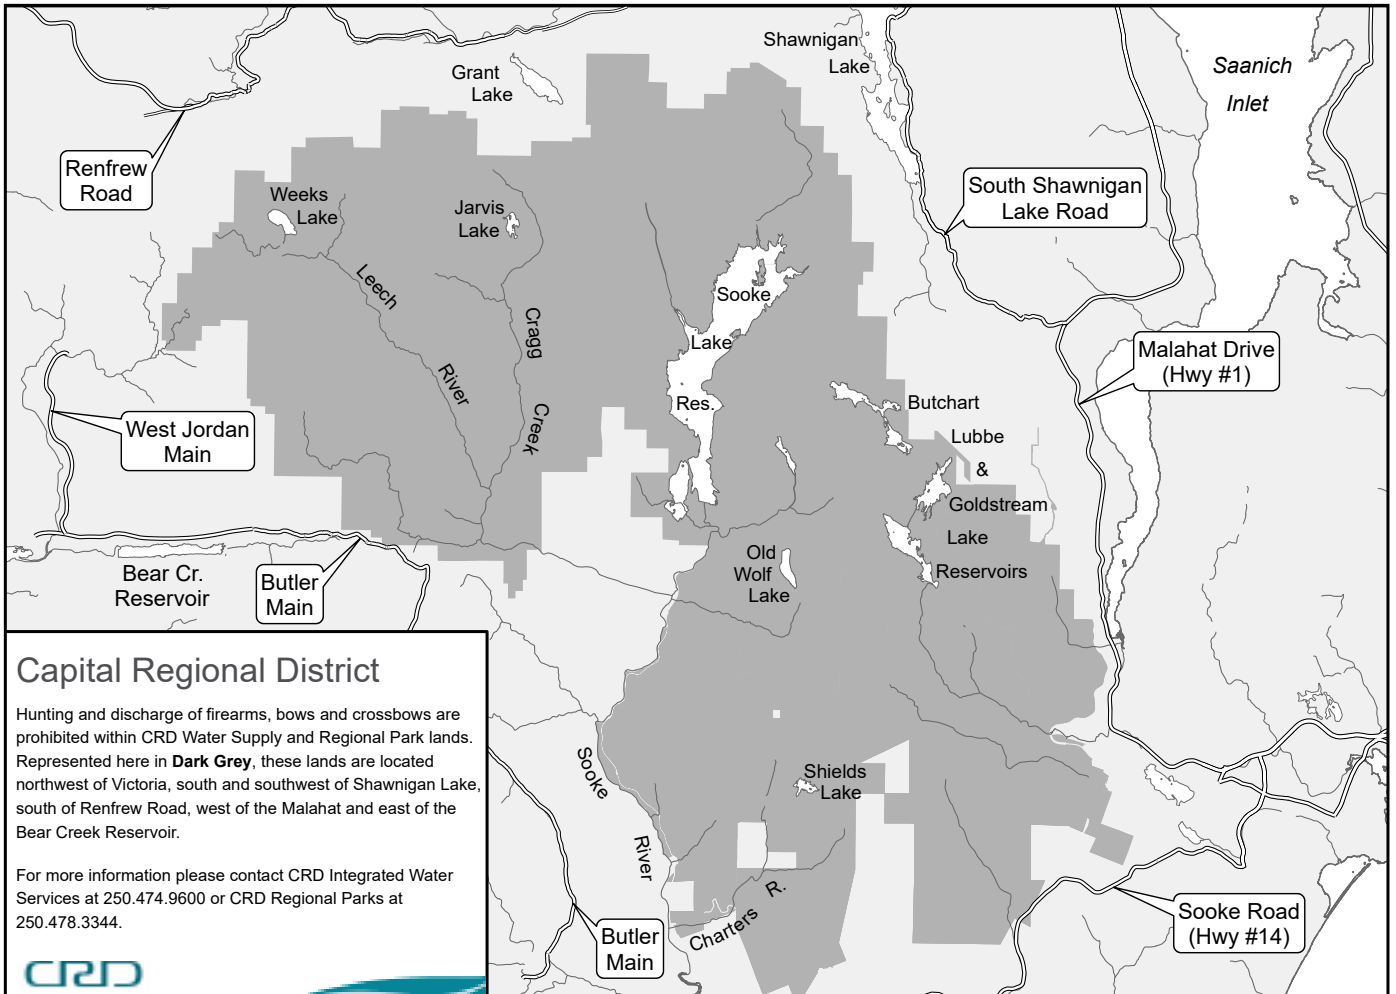 Shawnigan
Lake
Saanich
Inlet
Grant
Lake
Renfrew
Road
South Shawnigan
Lake Road
Weeks
Lake
Jarvis
Lake
Leech
River
Cragg
Creek
Sooke
Lake
Res.
Malahat Drive
(Hwy #1)
Butchart
Lubbe
&
Goldstream
Lake
Reservoirs
West Jordan
Main
Old
Wolf
Lake
Bear Cr.
Reservoir
Butler
Main
Sooke
River
Shields
Lake
Charters R.
Butler
Main
Sooke Road
(Hwy #14)
Capital Regional District
Hunting and discharge of firearms, bows and crossbows are
prohibited within CRD Water Supply and Regional Park lands.
Represented here in Dark Grey, these lands are located
northwest of Victoria, south and southwest of Shawnigan Lake,
south of Renfrew Road, west of the Malahat and east of the
Bear Creek Reservoir.
For more information please contact CRD Integrated Water
Services at 250.474.9600 or CRD Regional Parks at
250.478.3344.
CRD